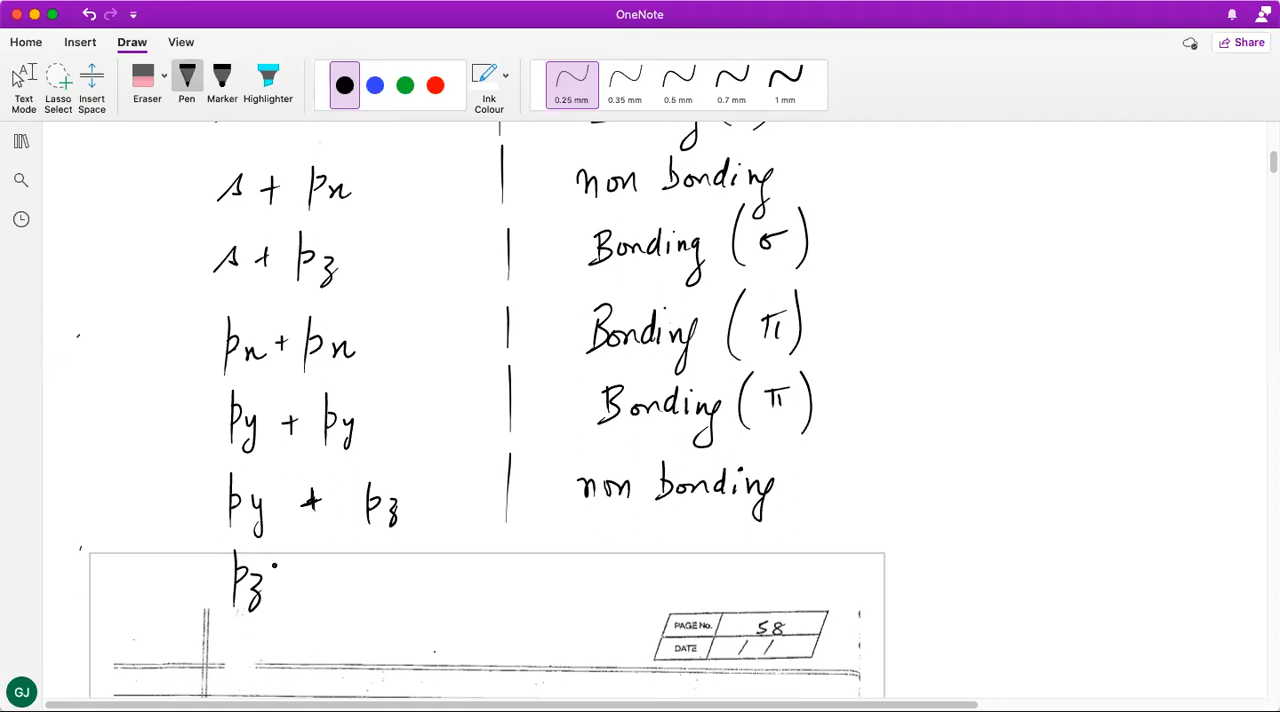 OneNote
Home Insert Draw View
Share
Text Mode Lasso Select Insert Space Eraser Pen Marker Highlighter Ink Colour 0.25 mm 0.35 mm 0.5 mm 0.7 mm 1 mm
s + px | non bonding
s + pz | Bonding (σ)
px + px | Bonding (π)
py + py | Bonding (π)
py + pz | non bonding
pz
PAGE No. 58
DATE / /
GJ